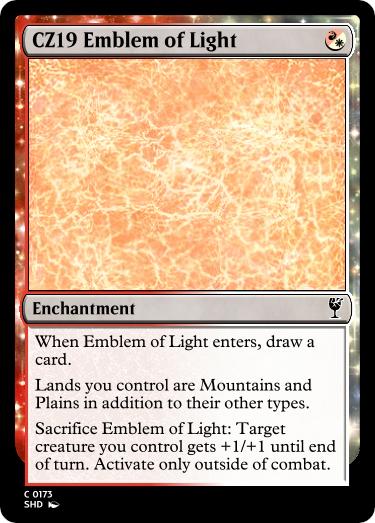 CZ19 Emblem of Light
Enchantment
When Emblem of Light enters, draw a
card.
Lands you control are Mountains and
Plains in addition to their other types.
Sacrifice Emblem of Light: Target
creature you control gets +1/+1 until end
of turn. Activate only outside of combat.
C 0173
SHD